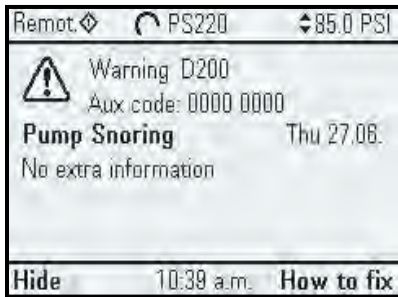 Remot. PS220 85.0 PSI
Warning D200
Aux code: 0000 0000
Pump Snoring Thu 27.06.
No extra information
Hide 10:39 a.m. How to fix